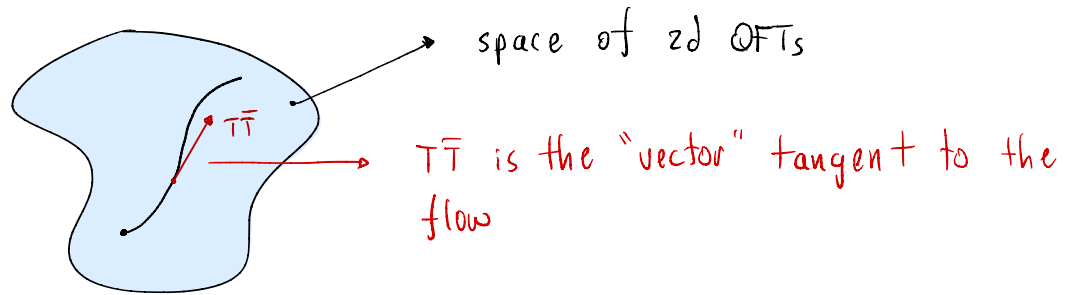 space of 2d QFTs
TT̄
TT̄ is the "vector" tangent to the
flow